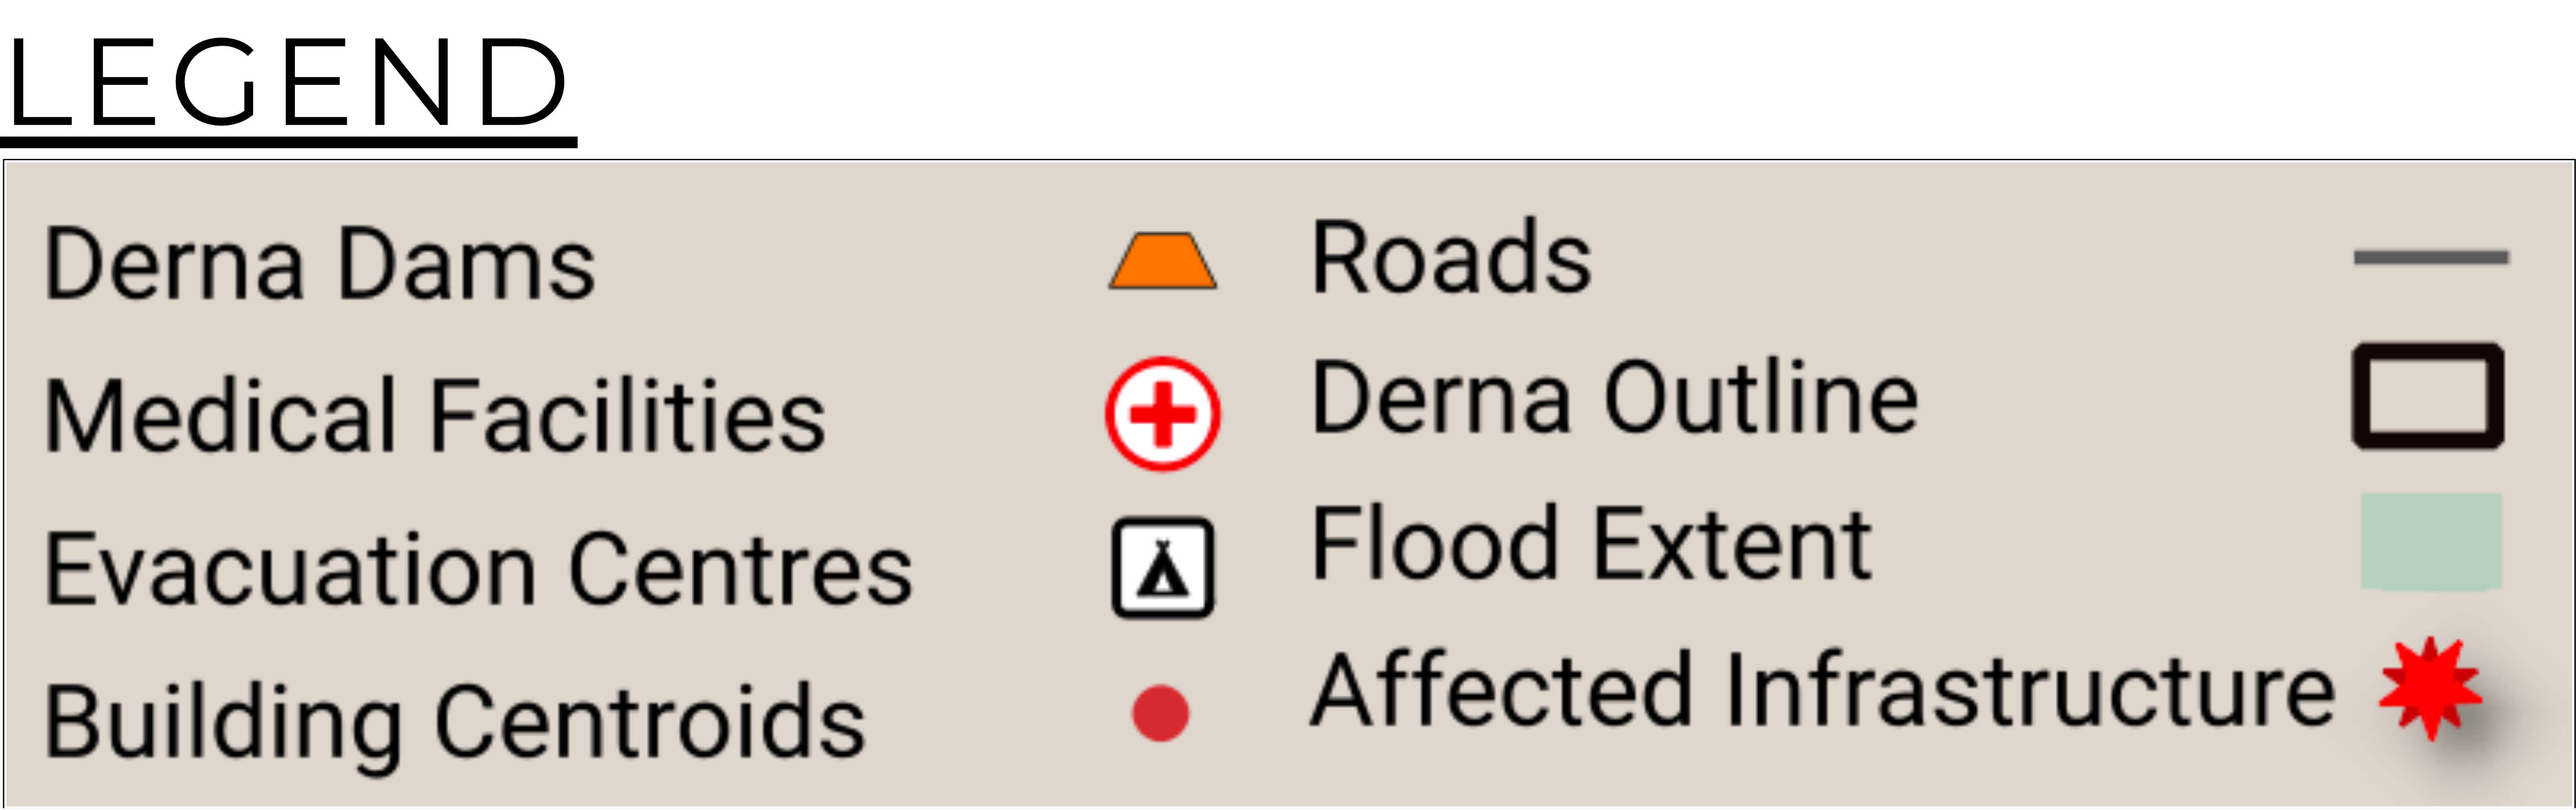 LEGEND
Derna Dams
Medical Facilities
Evacuation Centres
Building Centroids
Roads
Derna Outline
Flood Extent
Affected Infrastructure